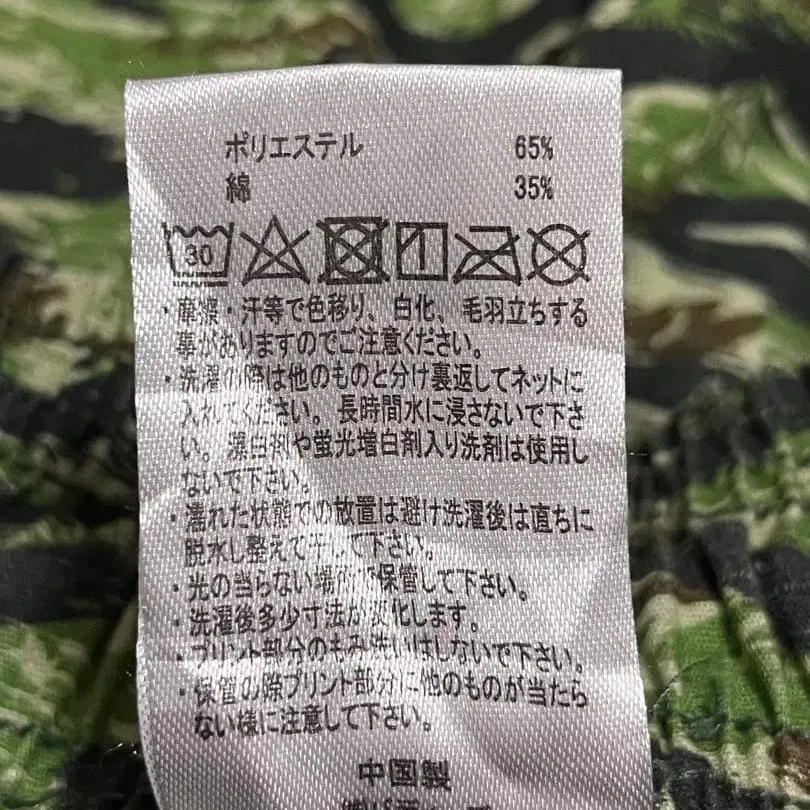 ポリエステル 65%
綿 35%
30
・摩擦・汗等で色移り、白化、毛羽立ちする
事がありますのでご注意ください。
・洗濯の際は他のものと分け裏返してネットに
入れてください。長時間水に浸さないで下さ
い。漂白剤や蛍光増白剤入り洗剤は使用し
ないで下さい。
・濡れた状態での放置は避け洗濯後は直ちに
脱水し整えて干して下さい。
・光の当らない場所で保管して下さい。
・洗濯後多少寸法が変化します。
・プリント部分のもみ洗いはしないで下さい。
・保管の際プリント部分に他のものが当たら
ない様に注意して下さい。
中国製